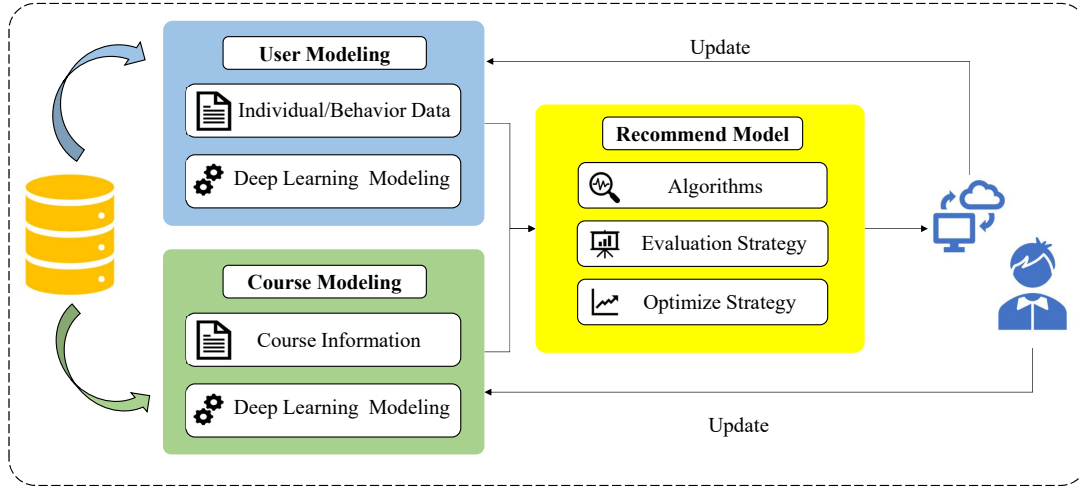 User Modeling
Individual/Behavior Data
Deep Learning Modeling
Course Modeling
Course Information
Deep Learning Modeling
Recommend Model
Algorithms
Evaluation Strategy
Optimize Strategy
Update
Update